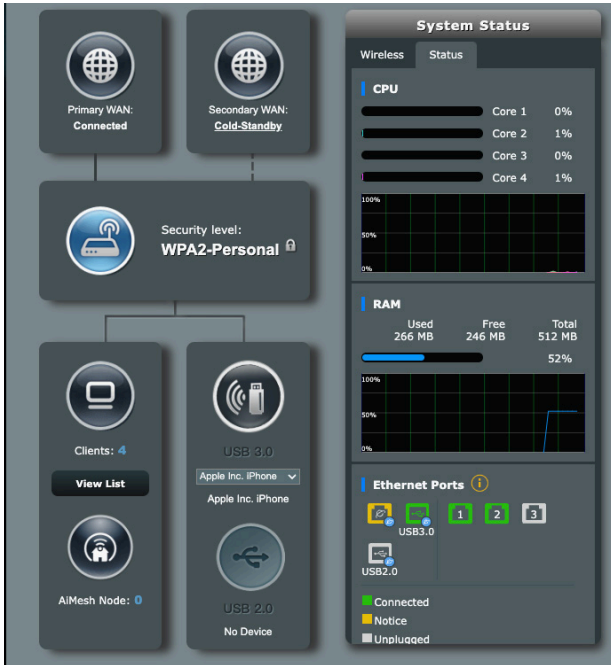 Primary WAN:
Connected
Secondary WAN:
Cold-Standby
Security level:
WPA2-Personal
Clients: 4
View List
AiMesh Node: 0
USB 3.0
Apple Inc. iPhone
Apple Inc. iPhone
USB 2.0
No Device
System Status
Wireless Status
CPU
Core 1 0%
Core 2 1%
Core 3 0%
Core 4 1%
100%
50%
0%
RAM
Used Free Total
266 MB 246 MB 512 MB
52%
100%
50%
0%
Ethernet Ports
1 2 3
USB3.0
USB2.0
Connected
Notice
Unplugged